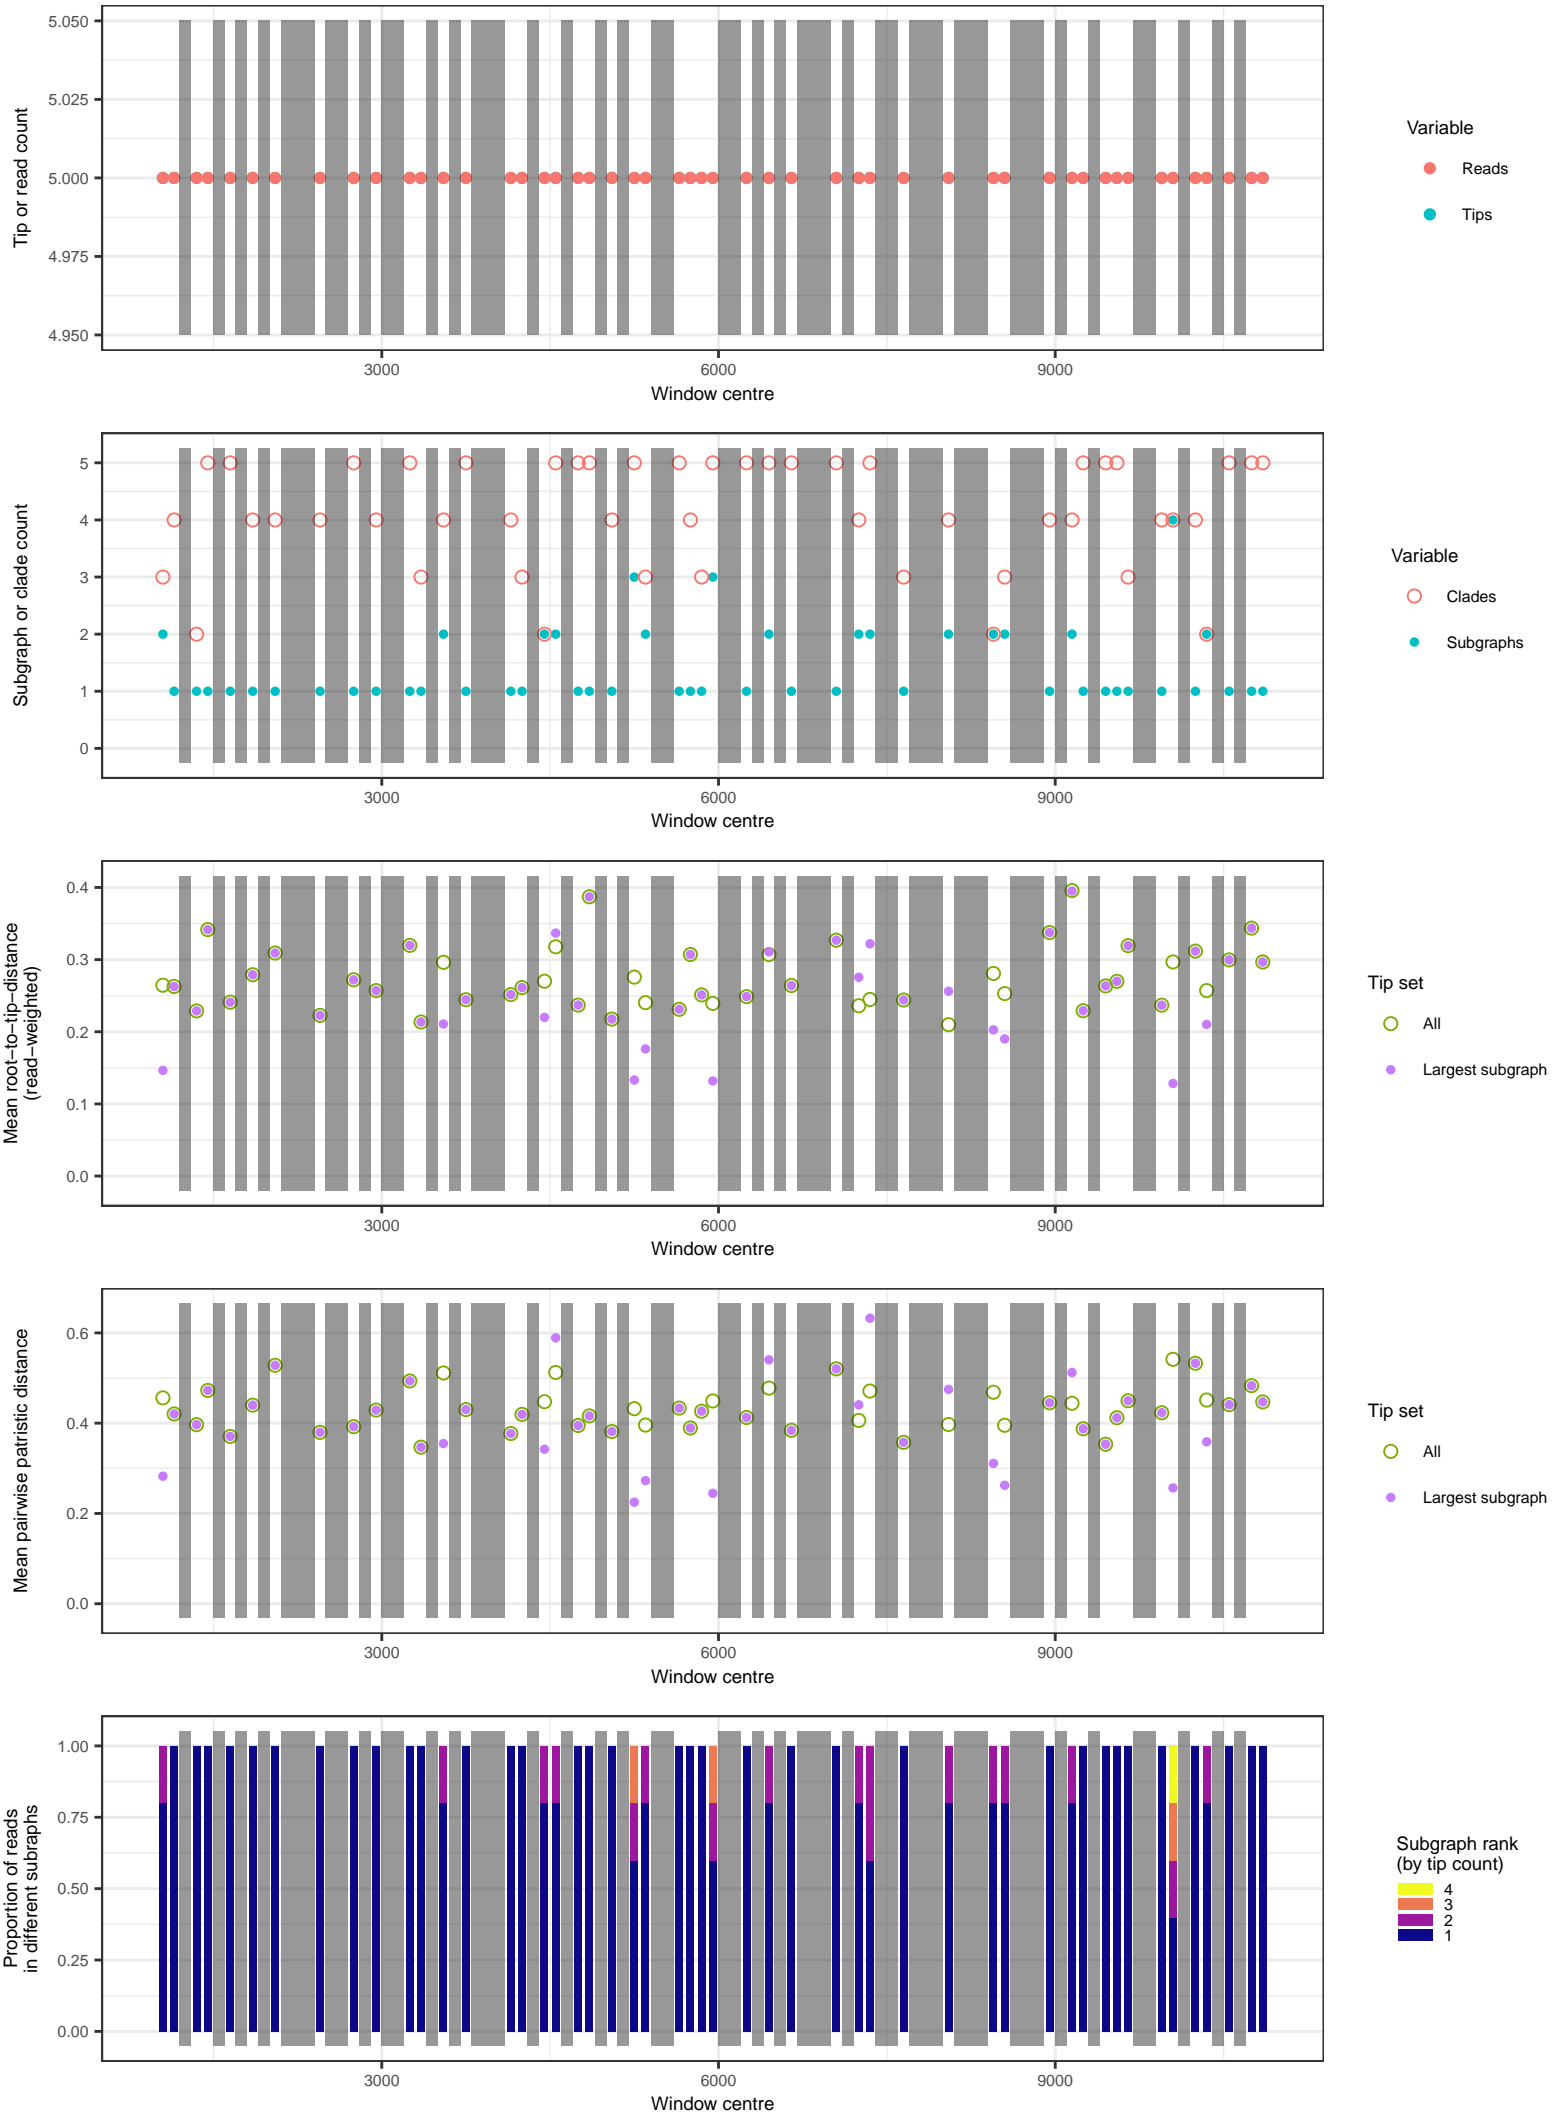 5.050
5.025
5.000
4.975
4.950
Tip or read count
3000
6000
9000
Window centre
Variable
Reads
Tips
5
4
3
2
1
0
Subgraph or clade count
3000
6000
9000
Window centre
Variable
Clades
Subgraphs
0.4
0.3
0.2
0.1
0.0
Mean root−to−tip−distance
(read−weighted)
3000
6000
9000
Window centre
Tip set
All
Largest subgraph
0.6
0.4
0.2
0.0
Mean pairwise patristic distance
3000
6000
9000
Window centre
Tip set
All
Largest subgraph
1.00
0.75
0.50
0.25
0.00
Proportion of reads
in different subraphs
3000
6000
9000
Window centre
Subgraph rank
(by tip count)
4
3
2
1